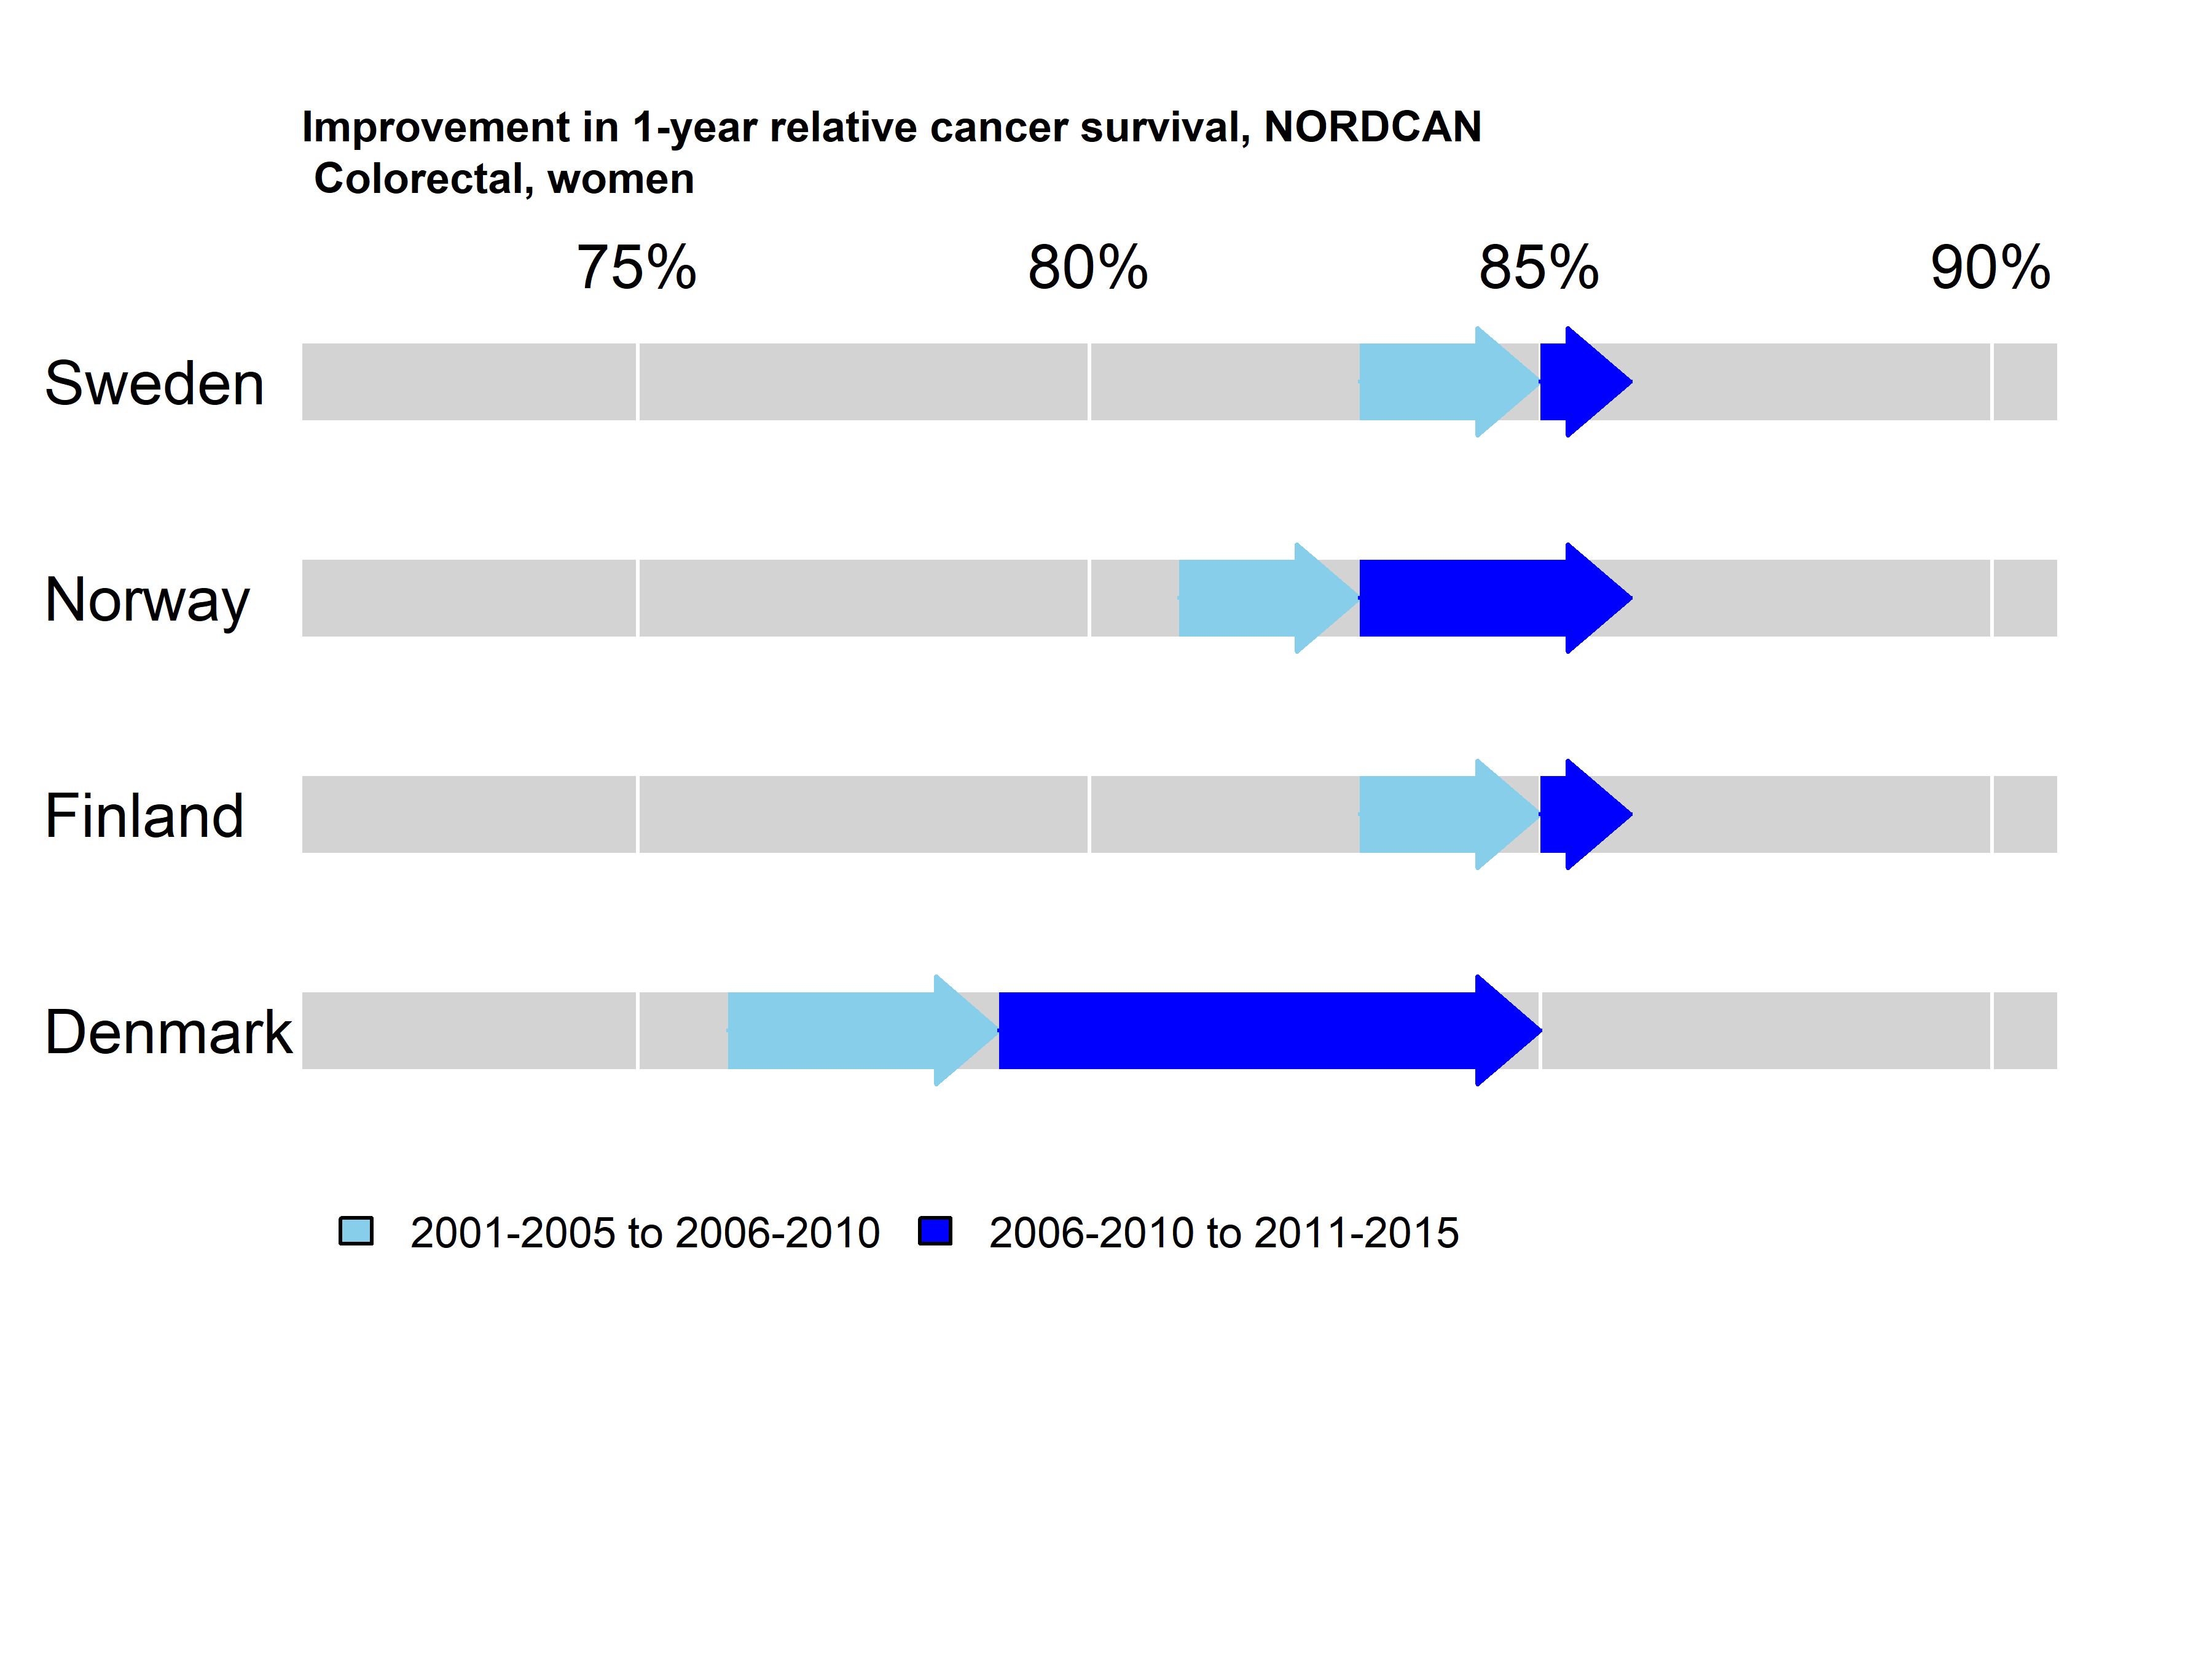 Improvement in 1-year relative cancer survival, NORDCAN
Colorectal, women
75% 80% 85% 90%
Sweden
Norway
Finland
Denmark
2001-2005 to 2006-2010 2006-2010 to 2011-2015